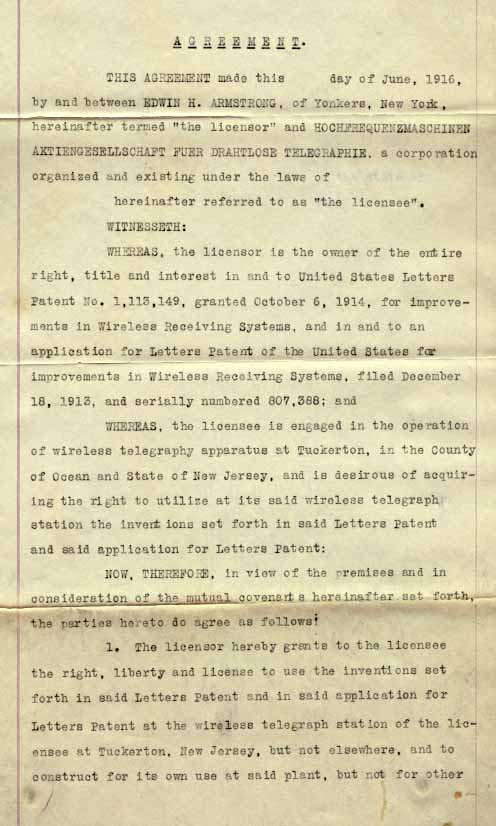 AGREEMENT.
THIS AGREEMENT made this day of June, 1916,
by and between EDWIN H. ARMSTRONG, of Yonkers, New York,
hereinafter termed "the licensor" and HOCHFREQUENZMASCHINEN
AKTIENGESELLSCHAFT FUER DRAHTLOSE TELEGRAPHIE, a corporation
organized and existing under the laws of
hereinafter referred to as "the licensee".
WITNESSETH:
WHEREAS, the licensor is the owner of the entire
right, title and interest in and to United States Letters
Patent No. 1,113,149, granted October 6, 1914, for improve-
ments in Wireless Receiving Systems, and in and to an
application for Letters Patent of the United States for
improvements in Wireless Receiving Systems, filed December
18, 1913, and serially numbered 807,388; and
WHEREAS, the licensee is engaged in the operation
of wireless telegraphy apparatus at Tuckerton, in the County
of Ocean and State of New Jersey, and is desirous of acquir-
ing the right to utilize at its said wireless telegraph
station the inventions set forth in said Letters Patent
and said application for Letters Patent:
NOW, THEREFORE, in view of the premises and in
consideration of the mutual covenants hereinafter set forth,
the parties hereto do agree as follows:
1. The licensor hereby grants to the licensee
the right, liberty and license to use the inventions set
forth in said Letters Patent and in said application for
Letters Patent at the wireless telegraph station of the lic-
ensee at Tuckerton, New Jersey, but not elsewhere, and to
construct for its own use at said plant, but not for other